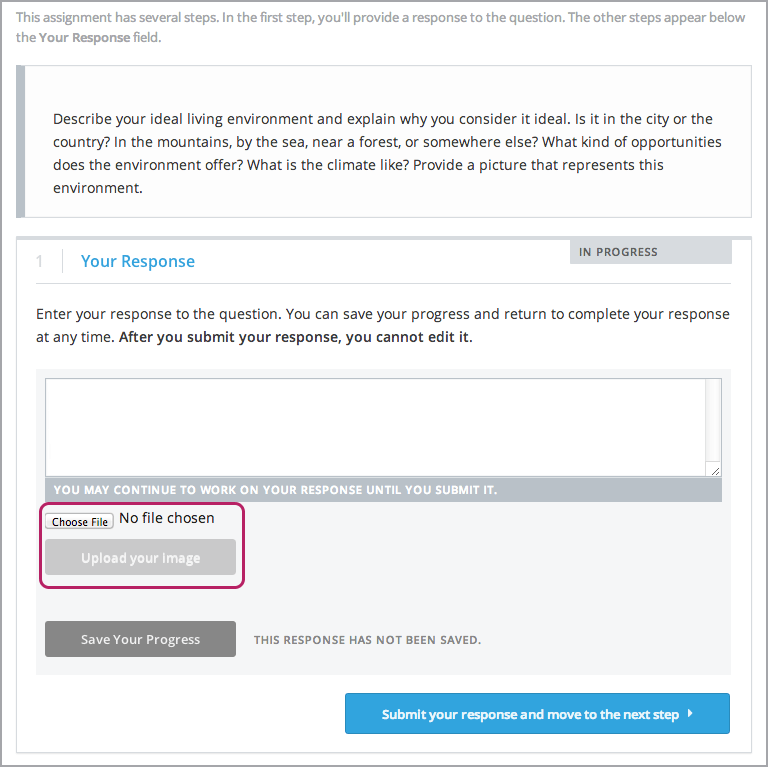 This assignment has several steps. In the first step, you'll provide a response to the question. The other steps appear below
the Your Response field.
Describe your ideal living environment and explain why you consider it ideal. Is it in the city or the
country? In the mountains, by the sea, near a forest, or somewhere else? What kind of opportunities
does the environment offer? What is the climate like? Provide a picture that represents this
environment.
1 Your Response
IN PROGRESS
Enter your response to the question. You can save your progress and return to complete your response
at any time. After you submit your response, you cannot edit it.
YOU MAY CONTINUE TO WORK ON YOUR RESPONSE UNTIL YOU SUBMIT IT.
Choose File No file chosen
Upload your image
Save Your Progress THIS RESPONSE HAS NOT BEEN SAVED.
Submit your response and move to the next step